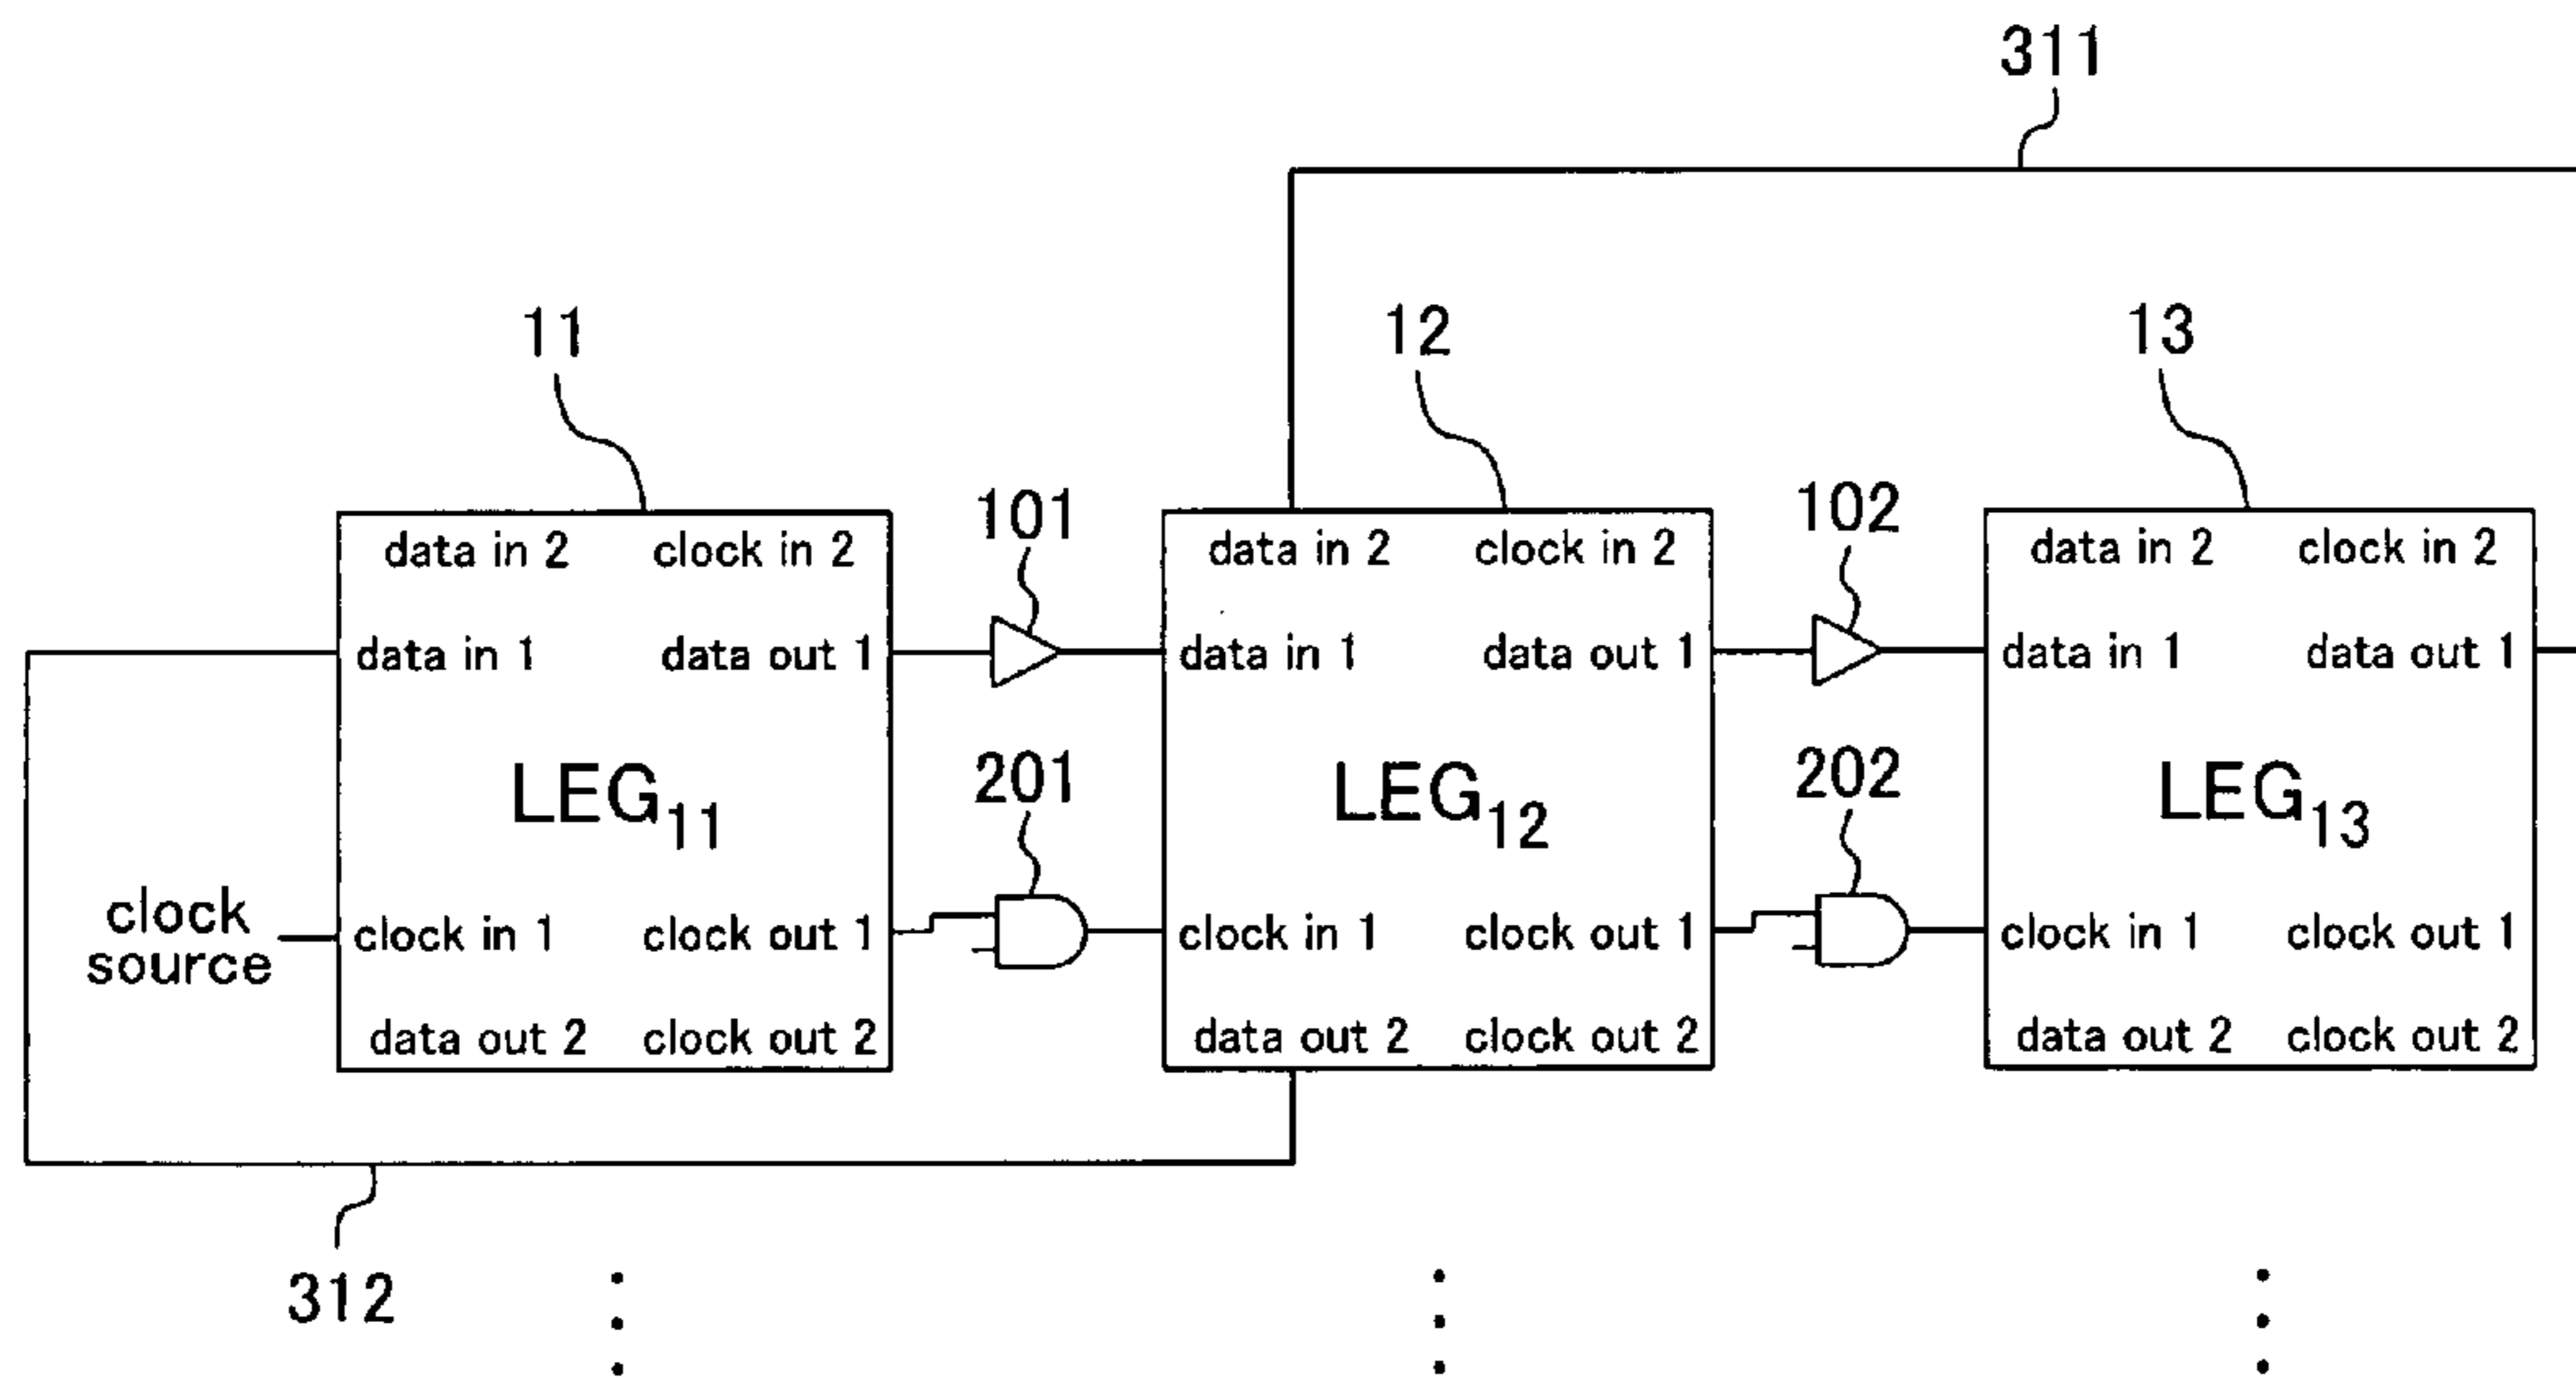 311
11
12
13
101
102
data in 2 clock in 2
data in 1 data out 1
LEG11
clock in 1 clock out 1
data out 2 clock out 2
clock
source
201
data in 2 clock in 2
data in 1 data out 1
LEG12
clock in 1 clock out 1
data out 2 clock out 2
202
data in 2 clock in 2
data in 1 data out 1
LEG13
clock in 1 clock out 1
data out 2 clock out 2
312